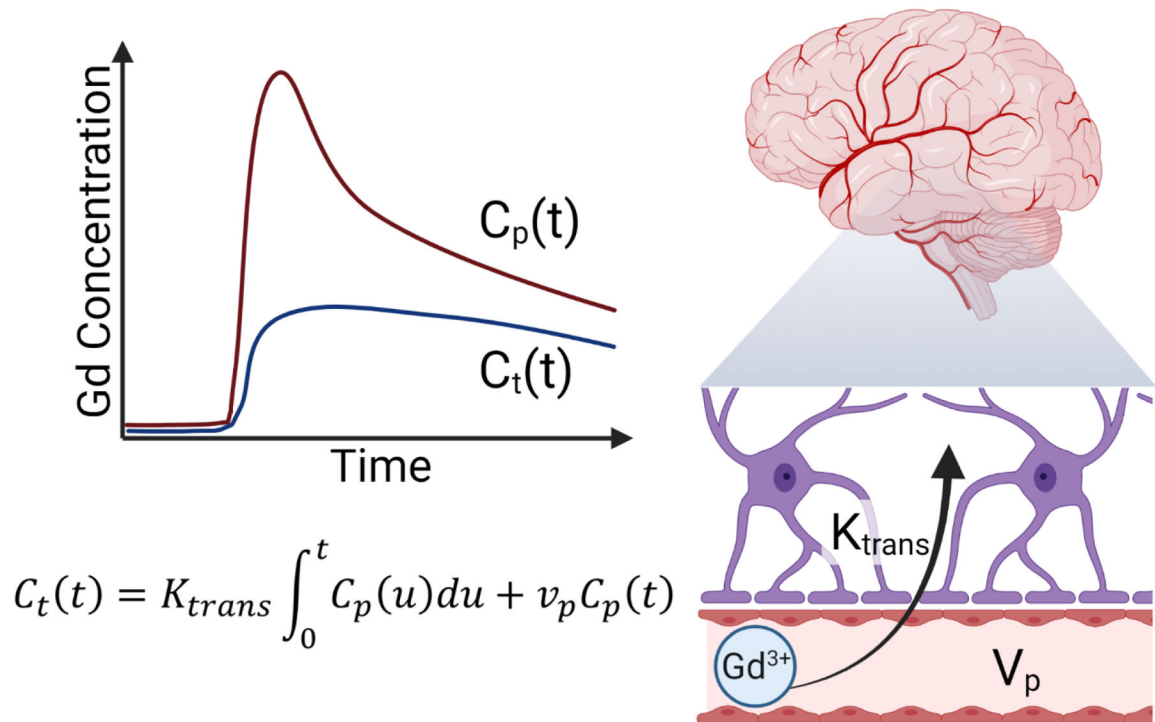 Gd Concentration
Cₚ(t)
Cₜ(t)
Time
Cₜ(t) = Kₜᵣₐₙₛ ∫₀ᵗ Cₚ(u)du + vₚCₚ(t)
Kₜᵣₐₙₛ
Gd³⁺
Vₚ